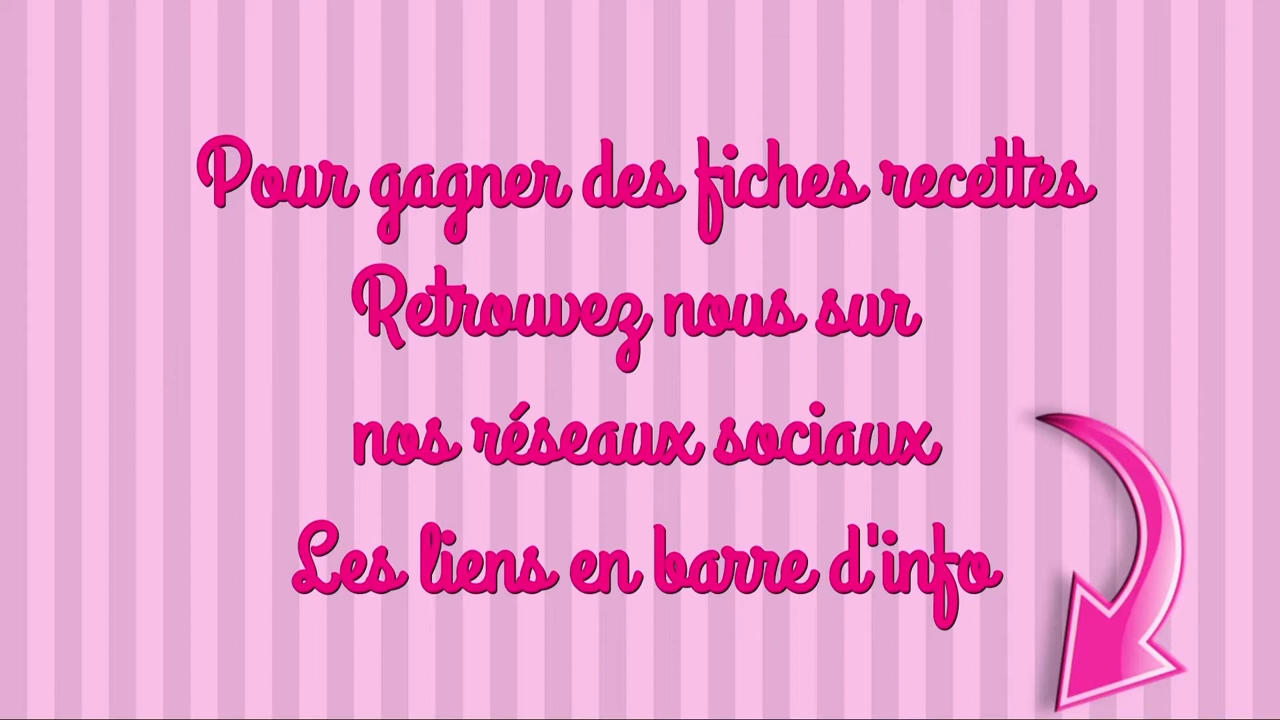 Pour gagner des fiches recettes
Retrouvez nous sur
nos réseaux sociaux
Les liens en barre d'info